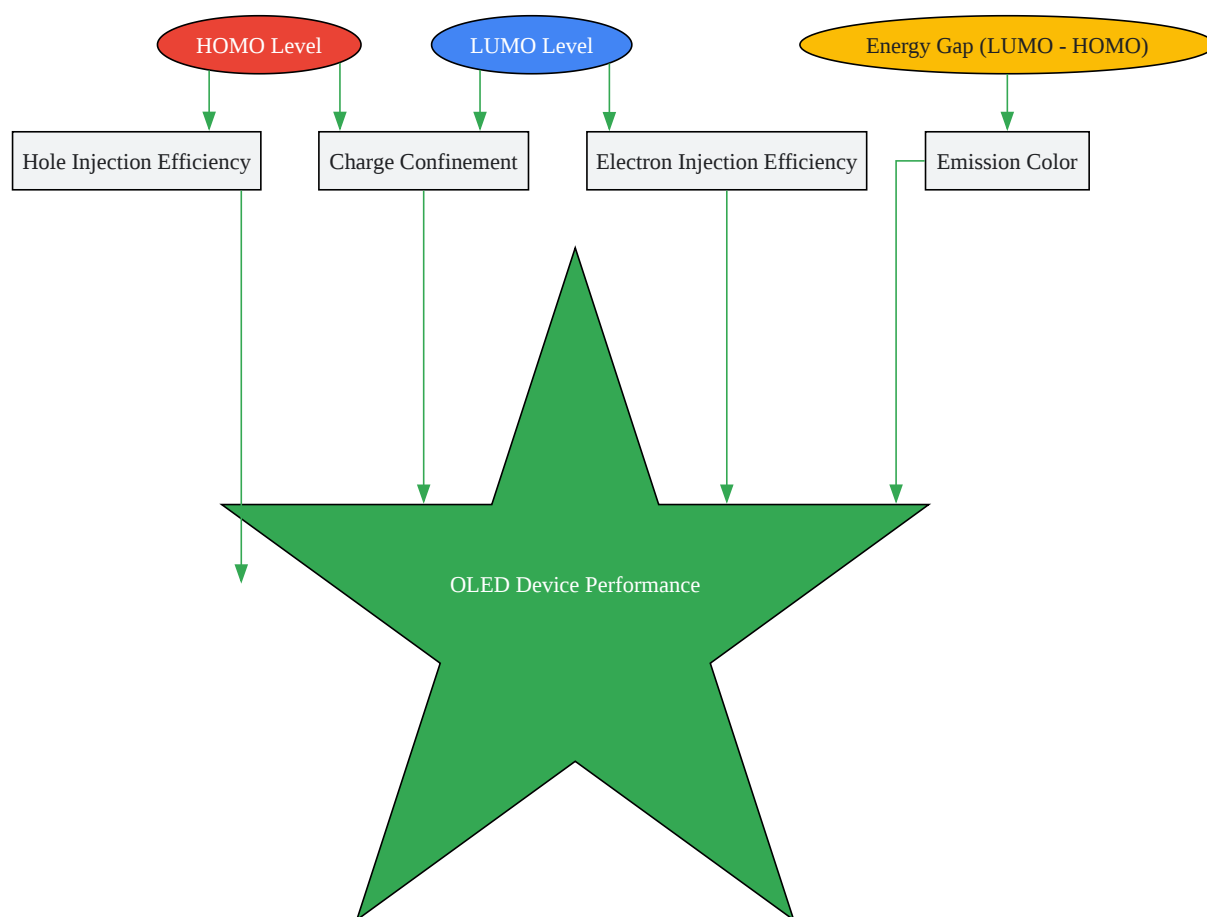 HOMO Level
LUMO Level
Energy Gap (LUMO - HOMO)
Hole Injection Efficiency
Charge Confinement
Electron Injection Efficiency
Emission Color
OLED Device Performance